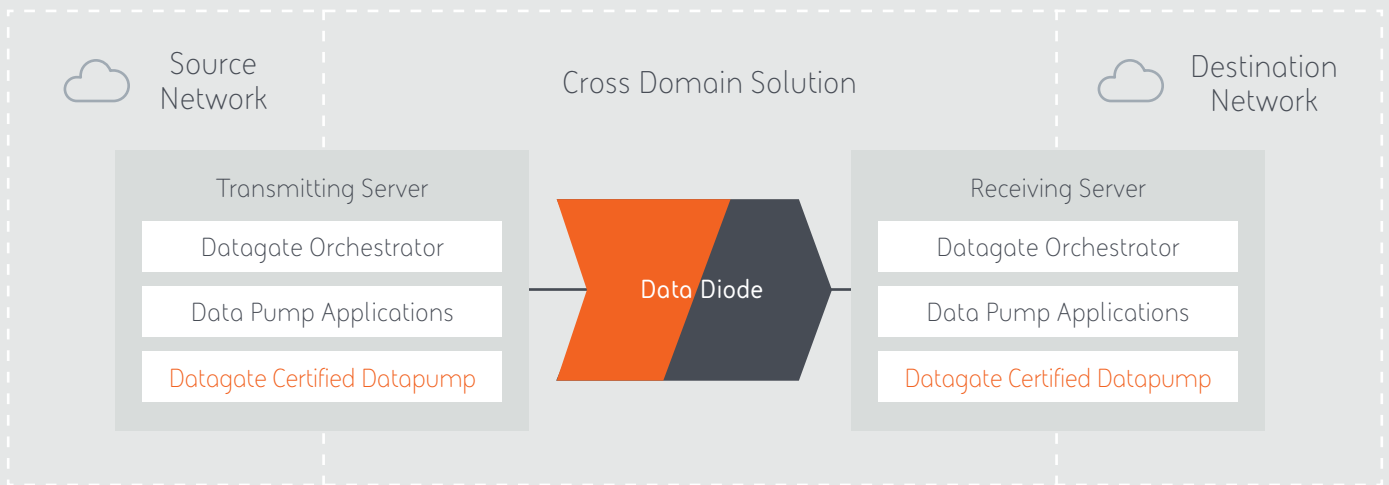 Source
Network
Cross Domain Solution
Destination
Network
Transmitting Server
Datagate Orchestrator
Data Pump Applications
Datagate Certified Datapump
Data Diode
Receiving Server
Datagate Orchestrator
Data Pump Applications
Datagate Certified Datapump